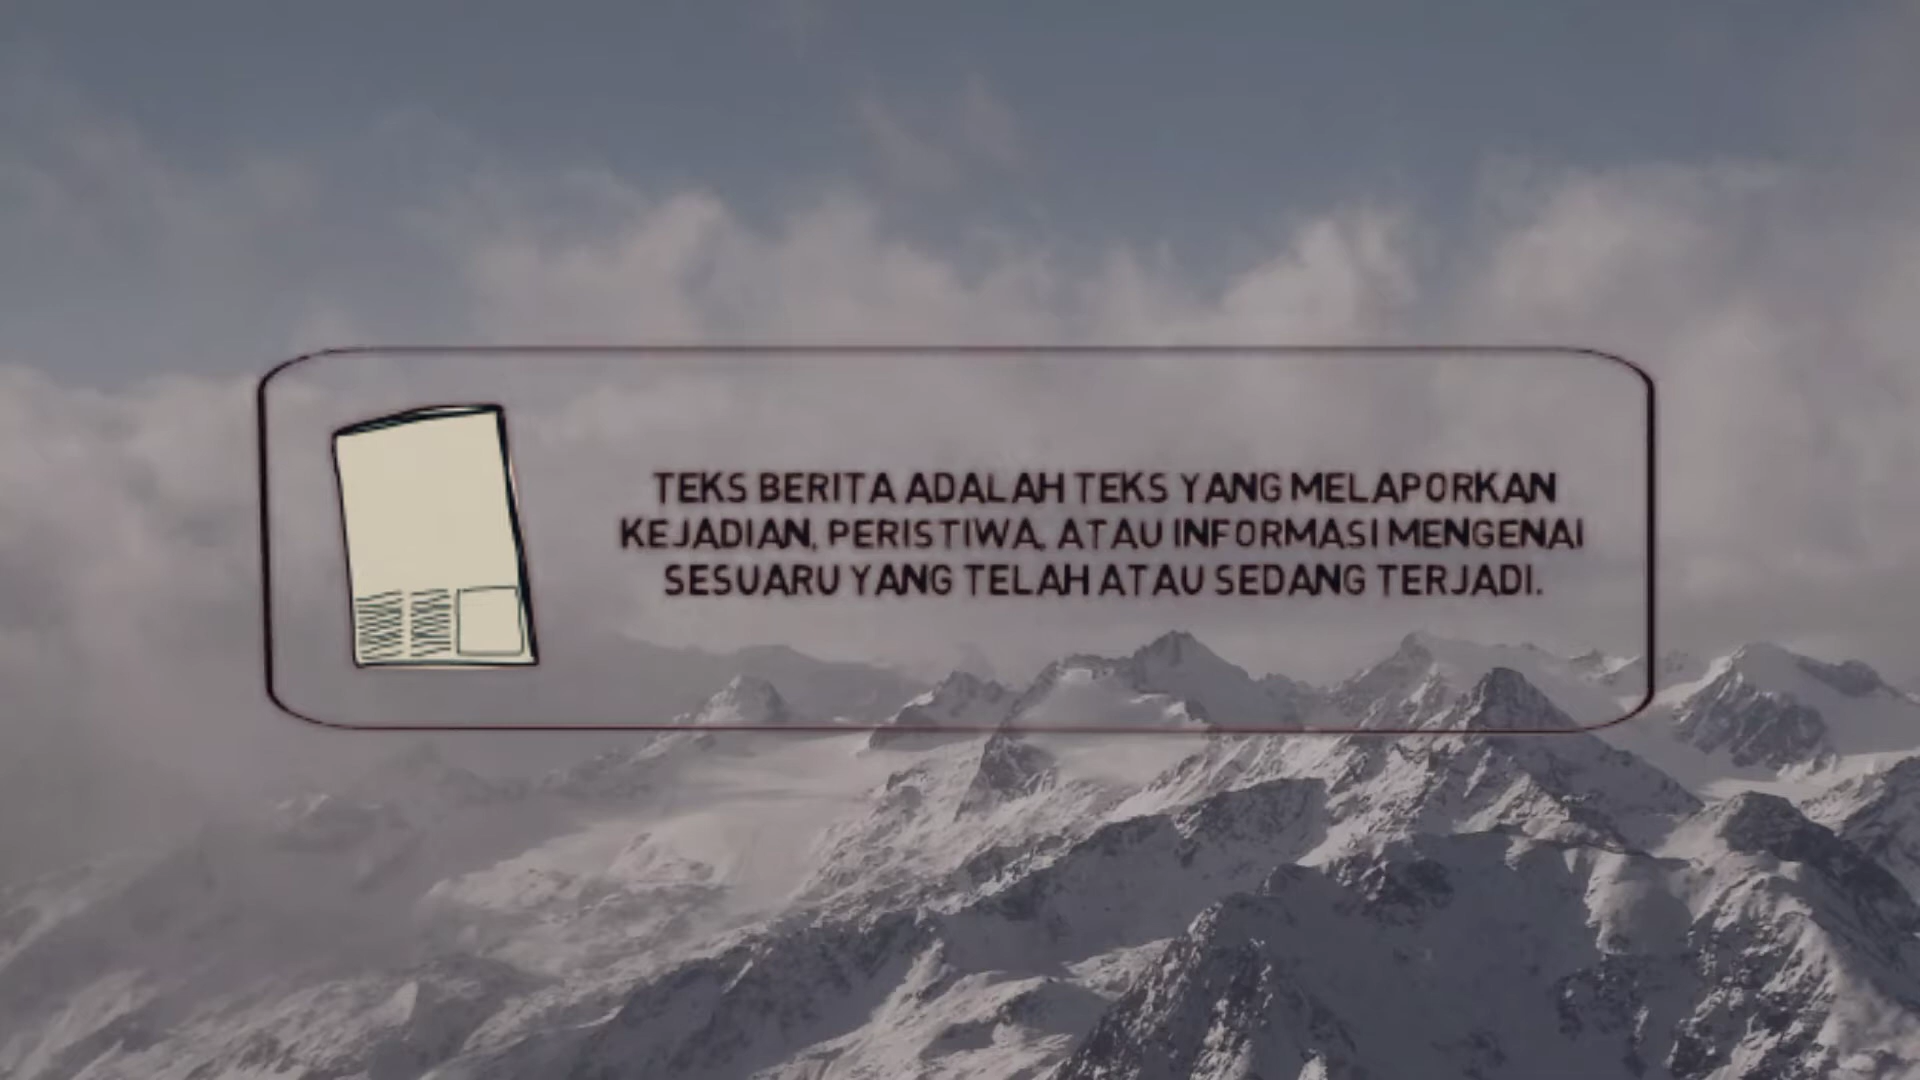 TEKS BERITA ADALAH TEKS YANG MELAPORKAN
KEJADIAN, PERISTIWA, ATAU INFORMASI MENGENAI
SESUARU YANG TELAH ATAU SEDANG TERJADI.